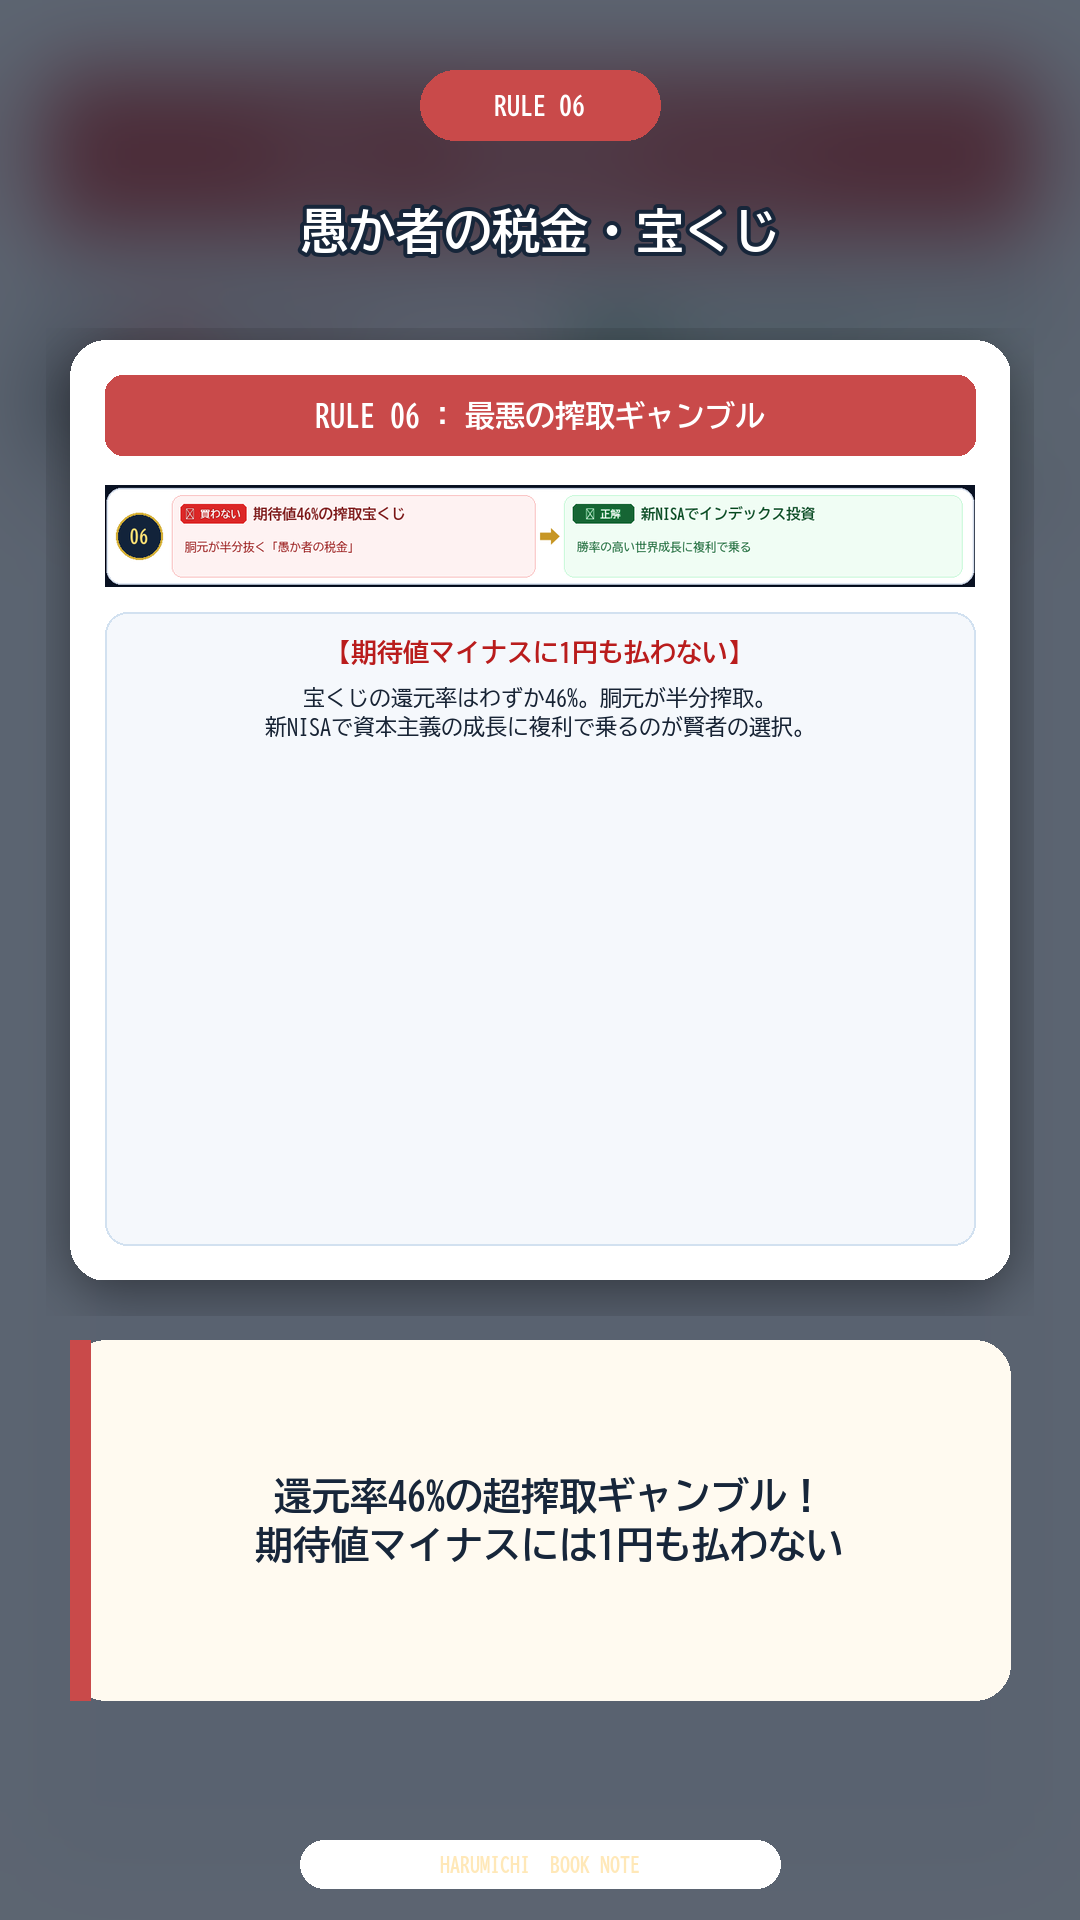 RULE 06
愚か者の税金・宝くじ
RULE 06 : 最悪の搾取ギャンブル
06
買わない 期待値46%の搾取宝くじ
胴元が半分抜く「愚か者の税金」
正解 新NISAでインデックス投資
勝率の高い世界成長に複利で乗る
【期待値マイナスに1円も払わない】
宝くじの還元率はわずか46%。胴元が半分搾取。
新NISAで資本主義の成長に複利で乗るのが賢者の選択。
還元率46%の超搾取ギャンブル！
期待値マイナスには1円も払わない
HARUMICHI BOOK NOTE